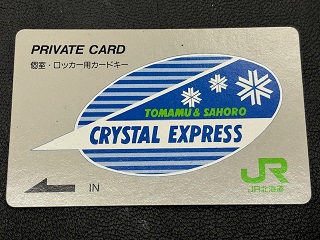 PRIVATE CARD
個室・ロッカー用カードキー
TOMAMU & SAHORO
CRYSTAL EXPRESS
IN
JR
JR北海道